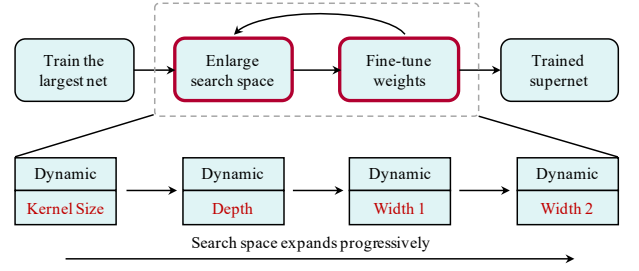 Train the
largest net
Enlarge
search space
Fine-tune
weights
Trained
supernet
Dynamic
Kernel Size
Dynamic
Depth
Dynamic
Width 1
Dynamic
Width 2
Search space expands progressively